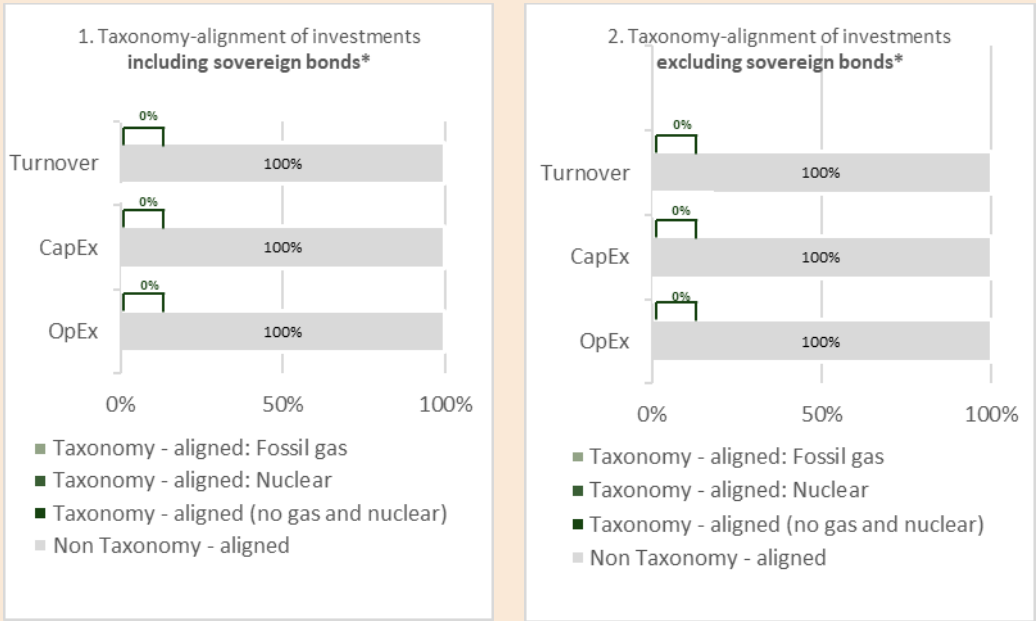 1. Taxonomy-alignment of investments
including sovereign bonds*
0%
Turnover
100%
0%
CapEx
100%
0%
OpEx
100%
0% 50% 100%
Taxonomy - aligned: Fossil gas
Taxonomy - aligned: Nuclear
Taxonomy - aligned (no gas and nuclear)
Non Taxonomy - aligned
2. Taxonomy-alignment of investments
excluding sovereign bonds*
0%
Turnover
100%
0%
CapEx
100%
0%
OpEx
100%
0% 50% 100%
Taxonomy - aligned: Fossil gas
Taxonomy - aligned: Nuclear
Taxonomy - aligned (no gas and nuclear)
Non Taxonomy - aligned